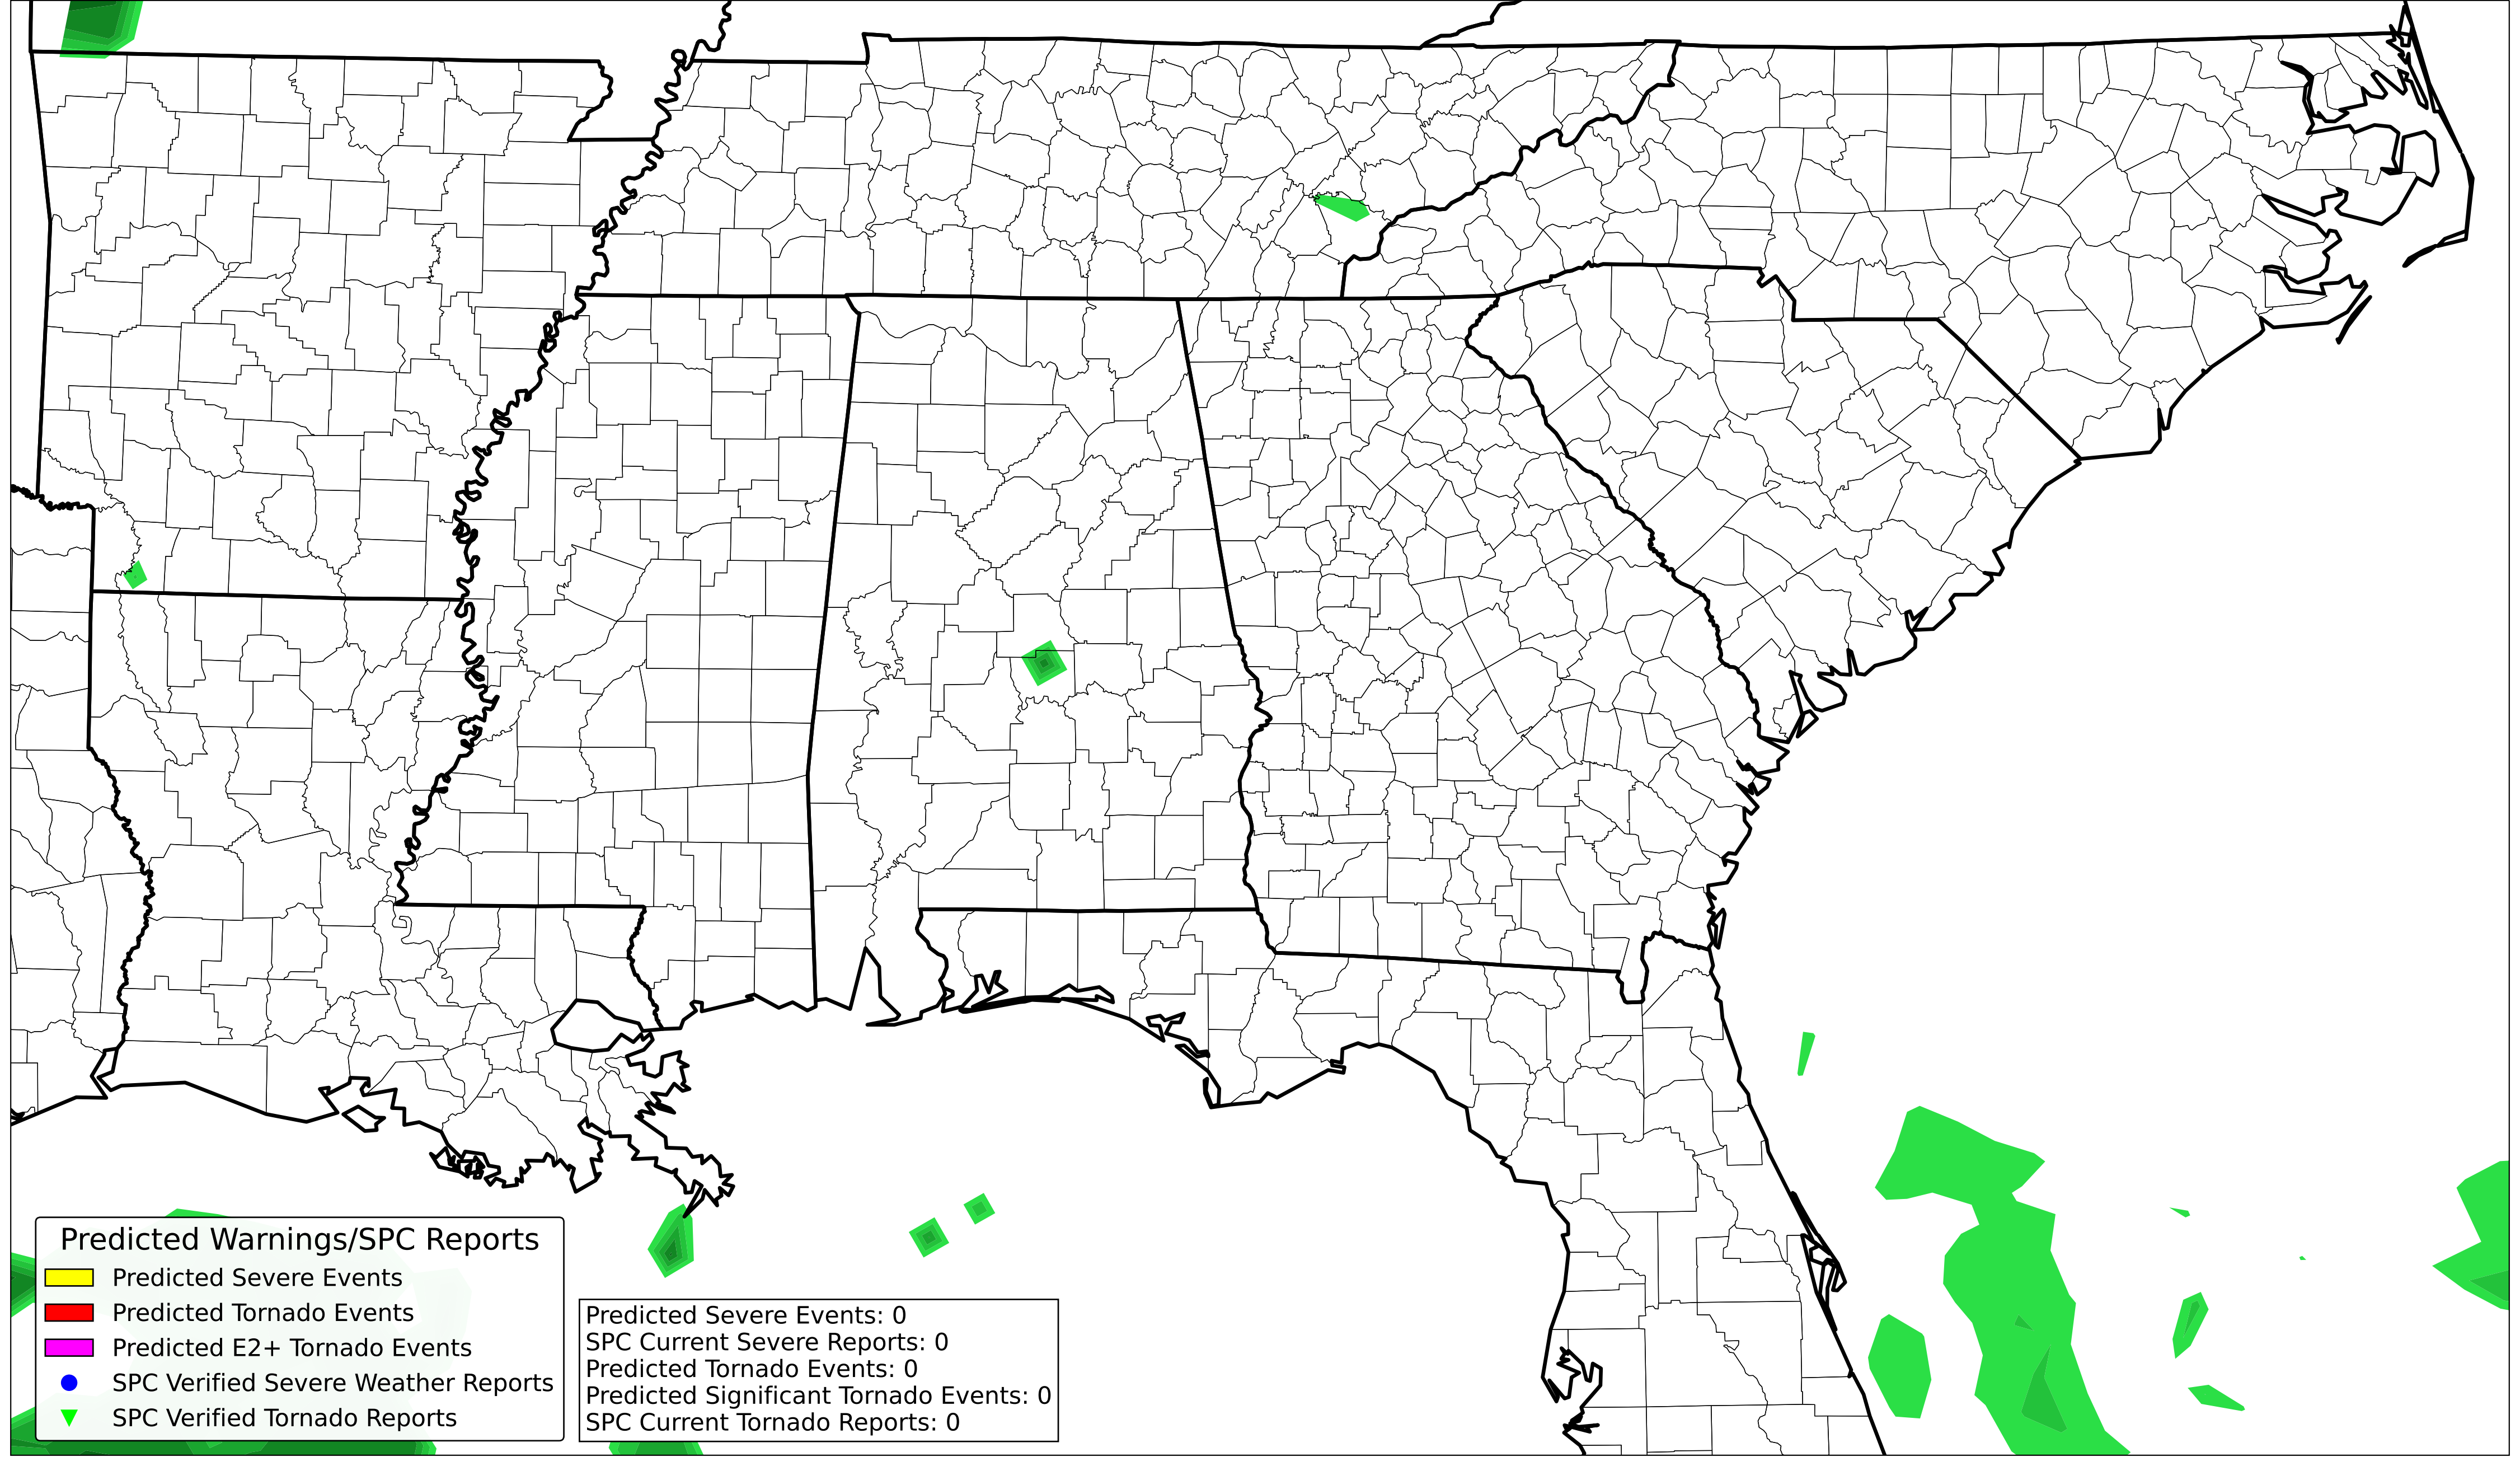 Predicted Warnings/SPC Reports
Predicted Severe Events
Predicted Tornado Events
Predicted E2+ Tornado Events
SPC Verified Severe Weather Reports
SPC Verified Tornado Reports
Predicted Severe Events: 0
SPC Current Severe Reports: 0
Predicted Tornado Events: 0
Predicted Significant Tornado Events: 0
SPC Current Tornado Reports: 0